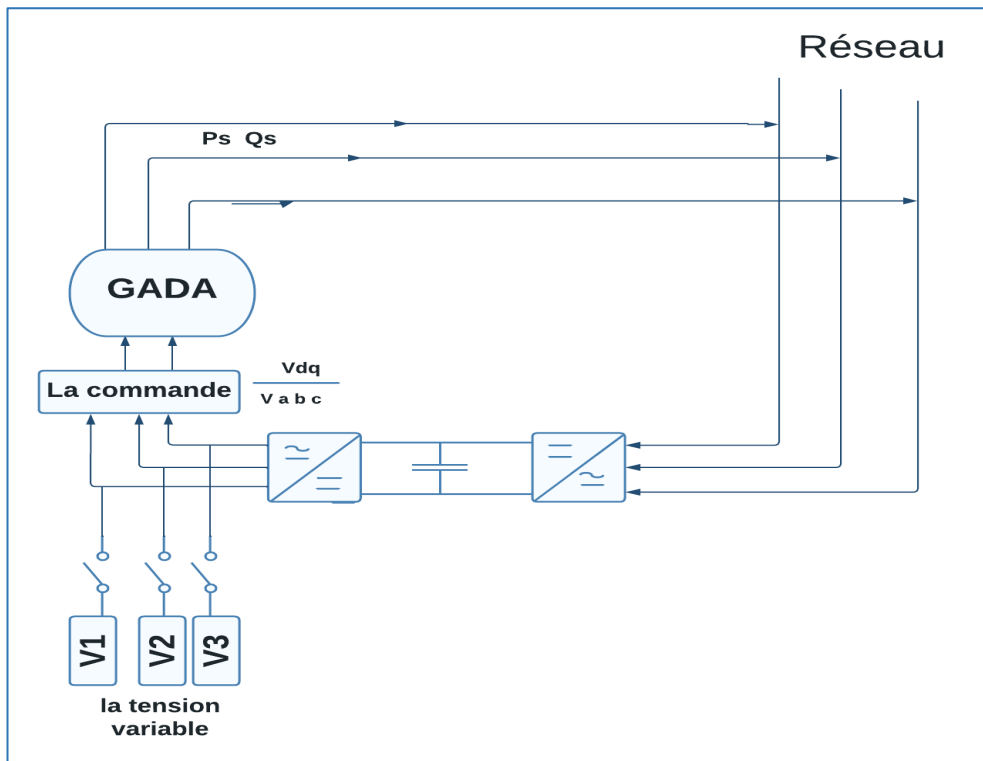 Réseau
Ps Qs
GADA
La commande
Vdq
V a b c
V1
V2
V3
la tension
variable